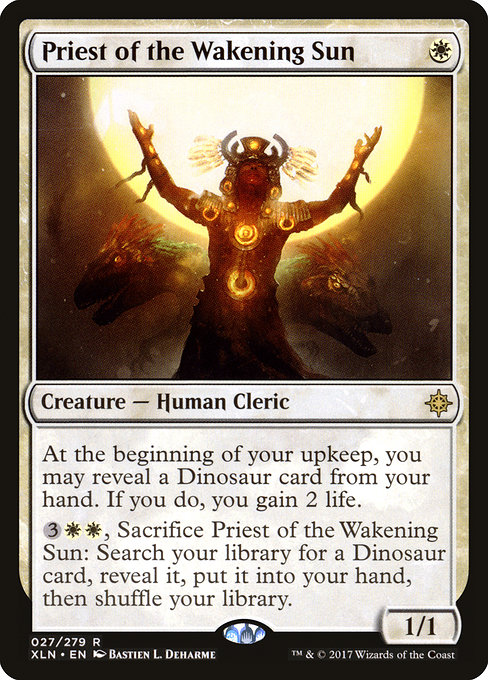 Priest of the Wakening Sun
Creature — Human Cleric
At the beginning of your upkeep, you
may reveal a Dinosaur card from your
hand. If you do, you gain 2 life.
3, Sacrifice Priest of the Wakening
Sun: Search your library for a Dinosaur
card, reveal it, put it into your hand,
then shuffle your library.
1/1
027/279 R
XLN • EN Bastien L. Deharme
™ & © 2017 Wizards of the Coast